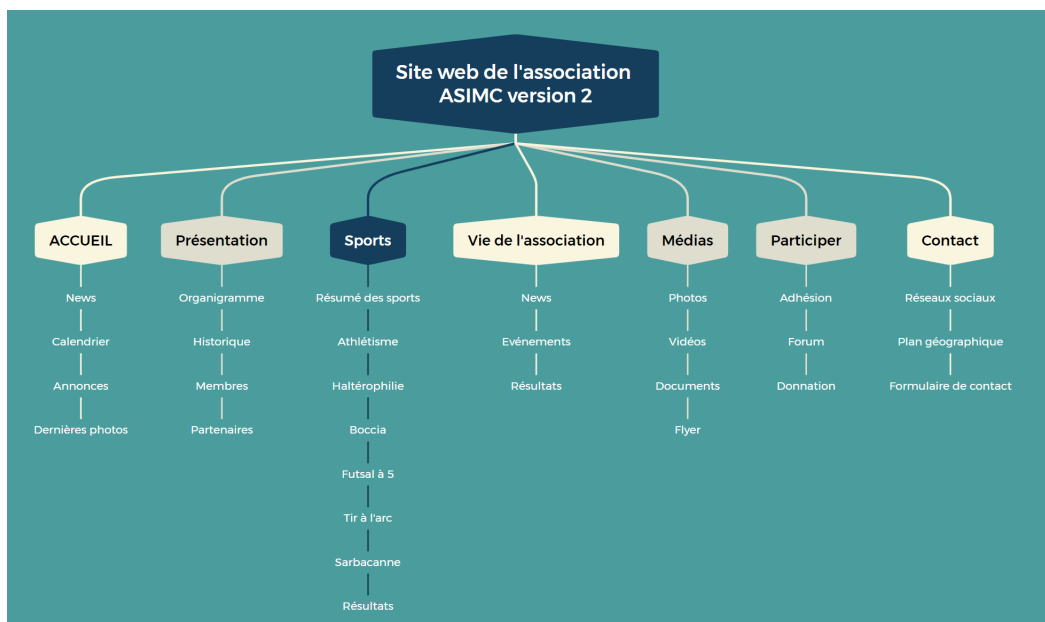 Site web de l'association
ASIMC version 2
ACCUEIL
News
Calendrier
Annonces
Dernières photos
Présentation
Organigramme
Historique
Membres
Partenaires
Sports
Résumé des sports
Athlétisme
Haltérophilie
Boccia
Futsal à 5
Tir à l'arc
Sarbacanne
Résultats
Vie de l'association
News
Evénements
Résultats
Médias
Photos
Vidéos
Documents
Flyer
Participer
Adhésion
Forum
Donnation
Contact
Réseaux sociaux
Plan géographique
Formulaire de contact